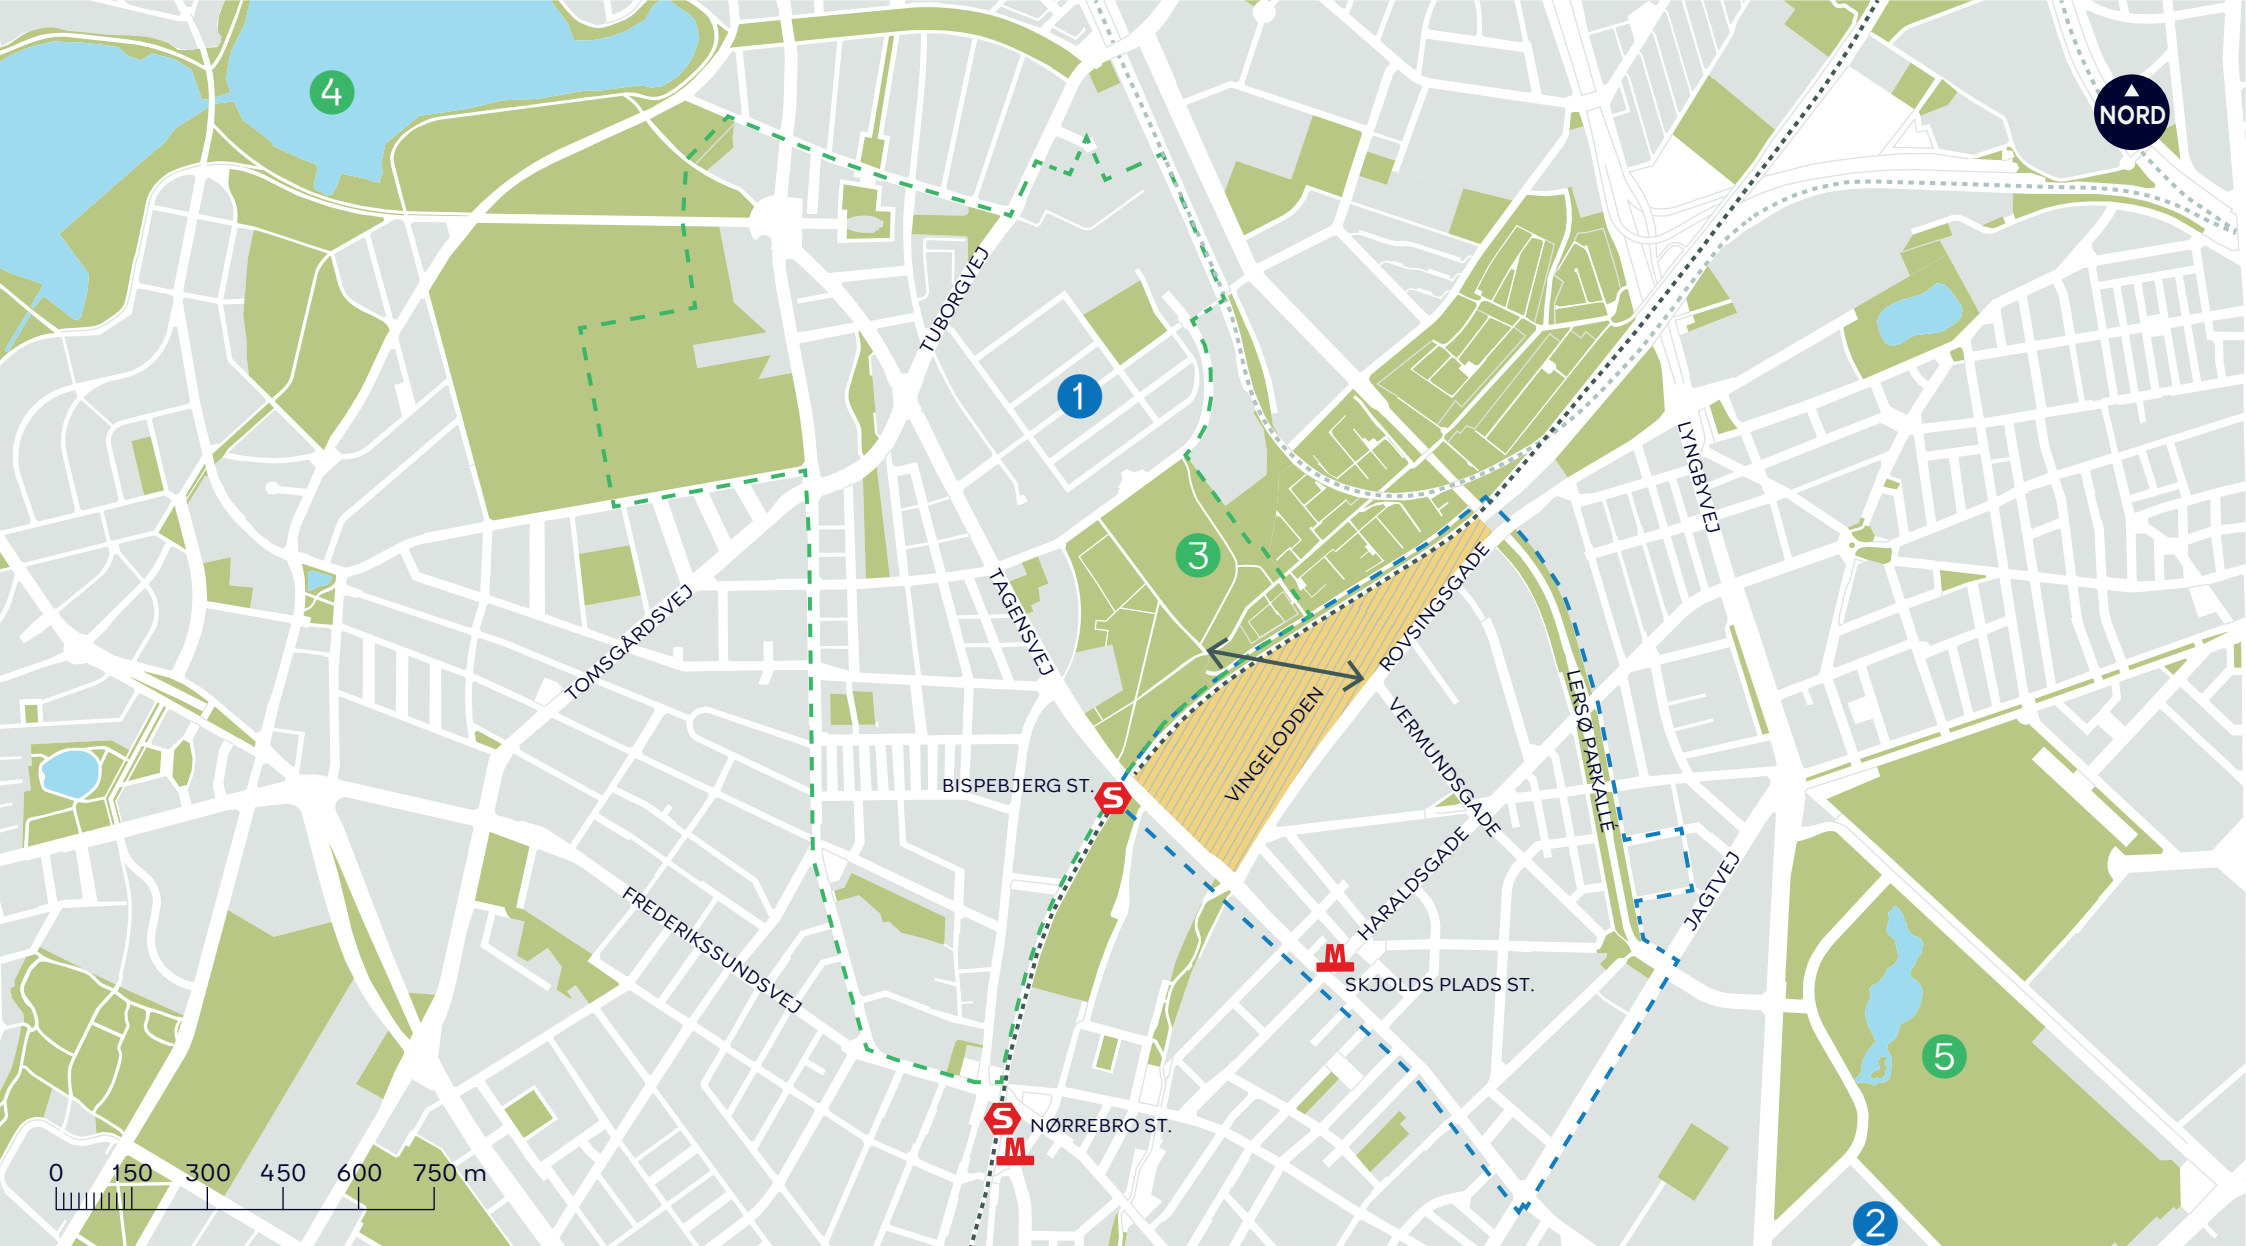 4
NORD
TUBORGVEJ
1
LYNGBYVEJ
3
TAGENSVEJ
TOMSGÅRDSVEJ
ROVSINGSGADE
VINGELODDEN
VERMUNDSGADE
LERSØ PARKALLÉ
BISPEBJERG ST.
S
HARALDSGADE
JAGTVEJ
FREDERIKSSUNDSVEJ
M
SKJOLDS PLADS ST.
5
S
NØRREBRO ST.
M
0 150 300 450 600 750 m
2